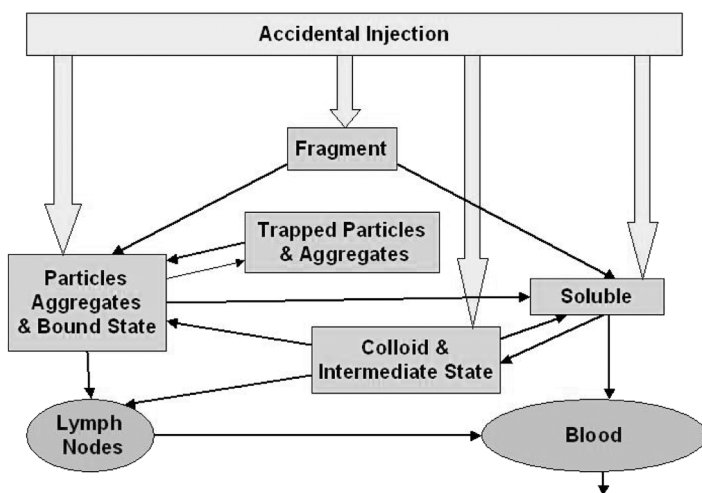 Accidental Injection
Fragment
Trapped Particles
& Aggregates
Particles
Aggregates
& Bound State
Soluble
Colloid &
Intermediate State
Lymph
Nodes
Blood